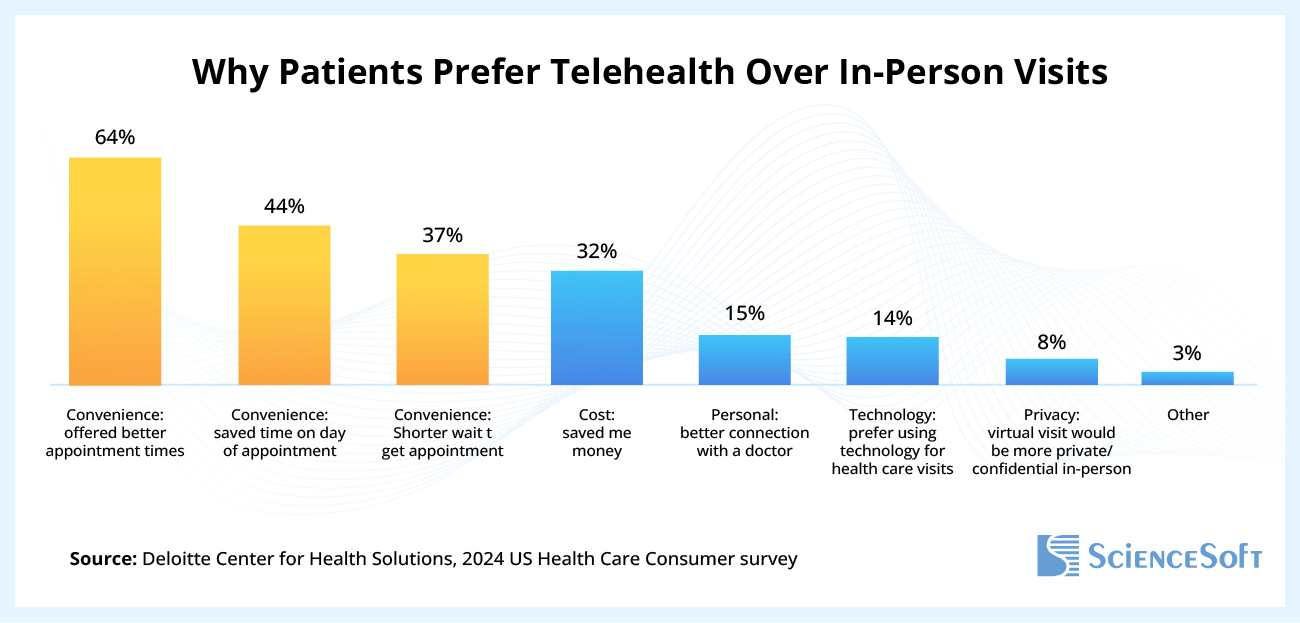 Why Patients Prefer Telehealth Over In-Person Visits
64%
44%
37%
32%
15%
14%
8%
3%
Convenience:
offered better
appointment times
Convenience:
saved time on day
of appointment
Convenience:
Shorter wait t
get appointment
Cost:
saved me
money
Personal:
better connection
with a doctor
Technology:
prefer using
technology for
health care visits
Privacy:
virtual visit would
be more private/
confidential in-person
Other
Source: Deloitte Center for Health Solutions, 2024 US Health Care Consumer survey
ScienceSoft